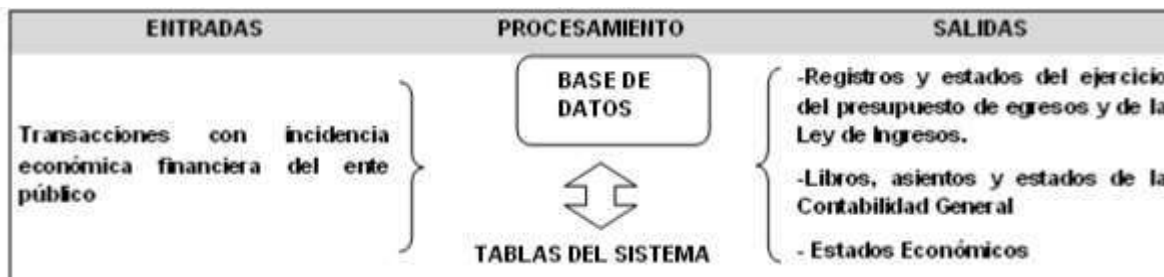 ENTRADAS
PROCESAMIENTO
SALIDAS
Transacciones con incidencia
económica financiera del ente
público
BASE DE
DATOS
TABLAS DEL SISTEMA
-Registros y estados del ejercicio
del presupuesto de egresos y de la
Ley de Ingresos.
-Libros, asientos y estados de la
Contabilidad General
- Estados Económicos